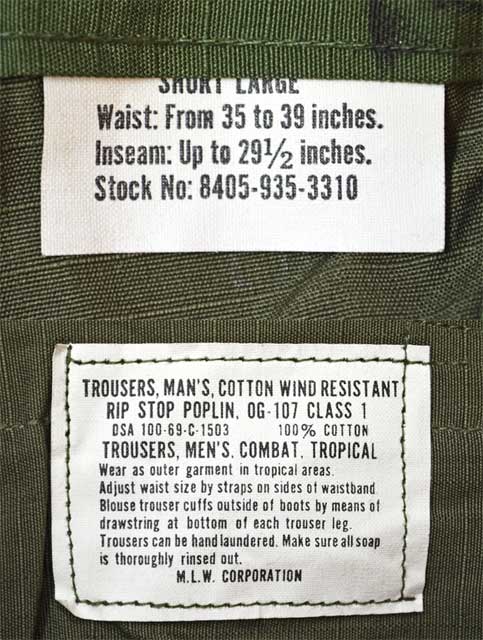 SHORT LARGE
Waist: From 35 to 39 inches.
Inseam: Up to 29½ inches.
Stock No: 8405-935-3310
TROUSERS, MAN'S, COTTON WIND RESISTANT
RIP STOP POPLIN, OG-107 CLASS 1
DSA 100-69-C-1503 100% COTTON
TROUSERS, MEN'S, COMBAT, TROPICAL
Wear as outer garment in tropical areas.
Adjust waist size by straps on sides of waistband
Blouse trouser cuffs outside of boots by means of
drawstring at bottom of each trouser leg.
Trousers can be hand laundered. Make sure all soap
is thoroughly rinsed out.
M.L.W. CORPORATION